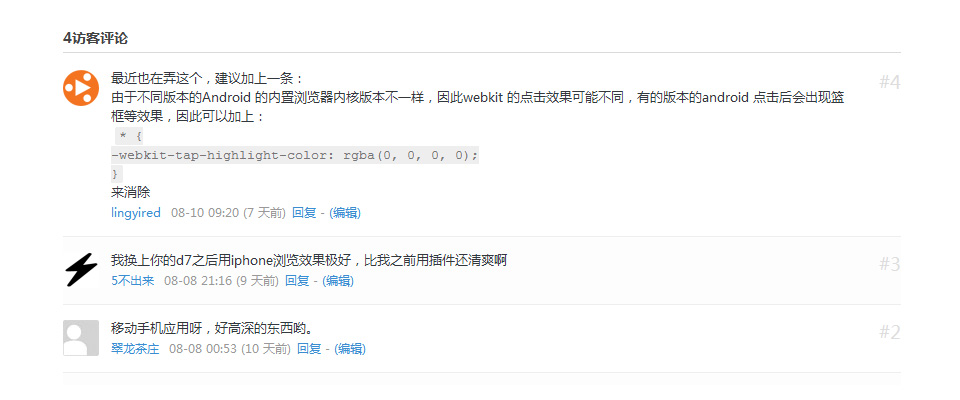 4访客评论
最近也在弄这个，建议加上一条：
#4
由于不同版本的Android 的内置浏览器内核版本不一样，因此webkit 的点击效果可能不同，有的版本的android 点击后会出现篮
框等效果，因此可以加上：
* {
-webkit-tap-highlight-color: rgba(0, 0, 0, 0);
}
来消除
lingyired 08-10 09:20 (7 天前) 回复 - (编辑)
我换上你的d7之后用iphone浏览效果极好，比我之前用插件还清爽啊
#3
5不出来 08-08 21:16 (9 天前) 回复 - (编辑)
移动手机应用呀，好高深的东西哟。
#2
翠龙茶庄 08-08 00:53 (10 天前) 回复 - (编辑)